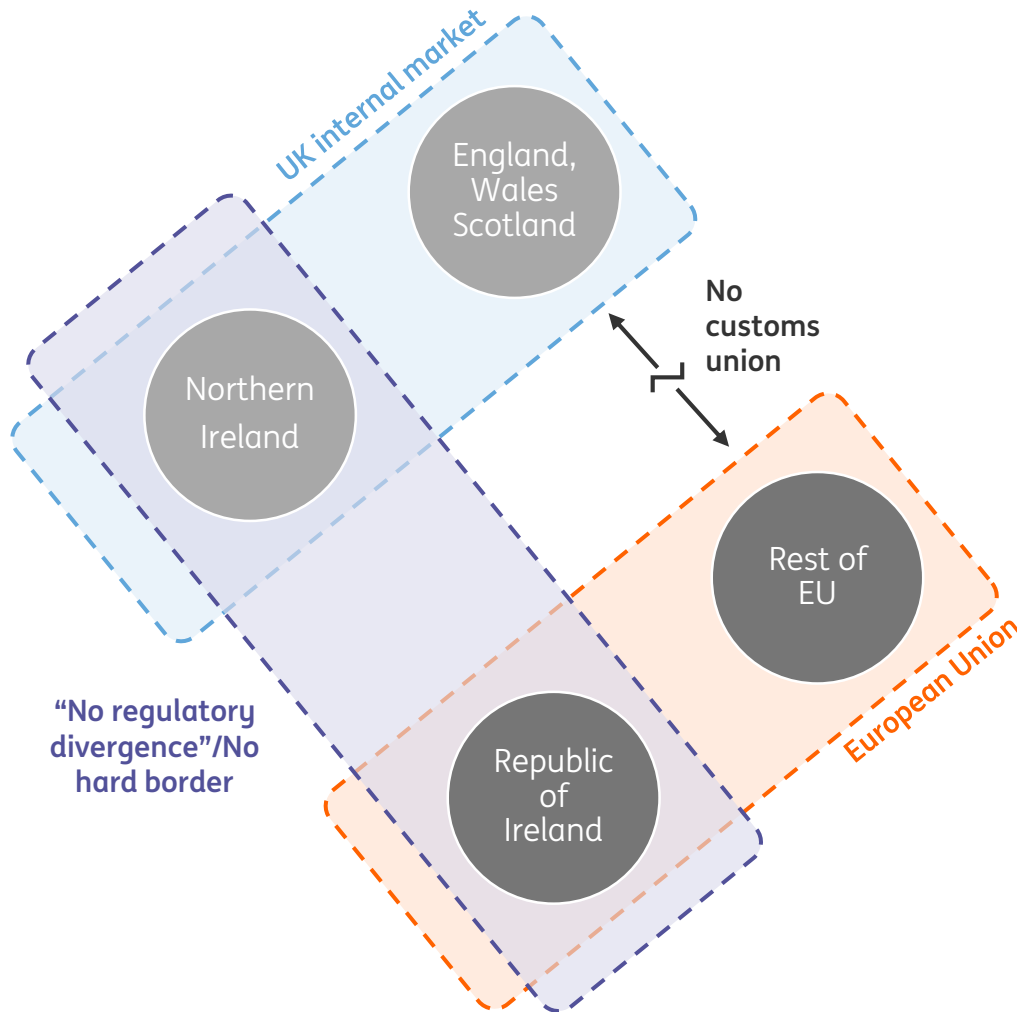 UK internal market
England,
Wales
Scotland
No
customs
union
Northern
Ireland
Rest of
EU
European Union
“No regulatory
divergence”/No
hard border
Republic
of
Ireland